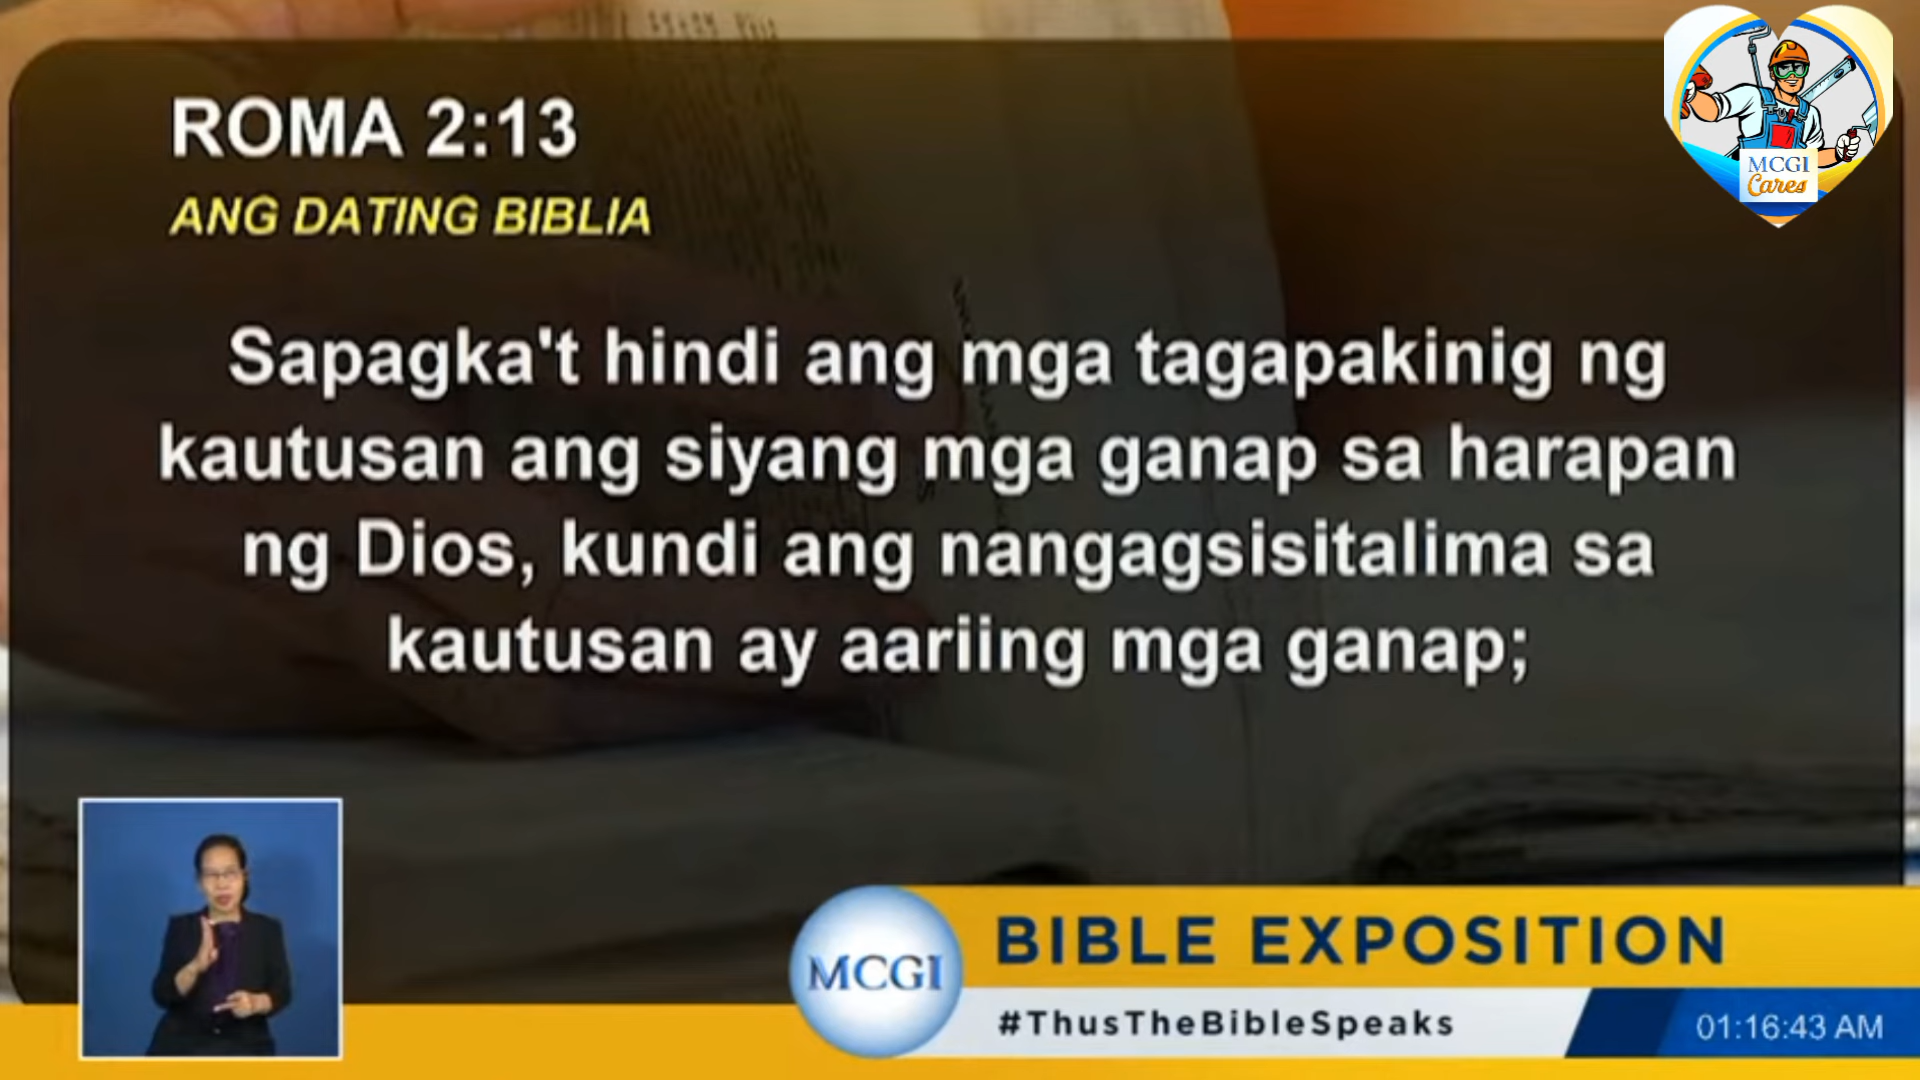 ROMA 2:13
ANG DATING BIBLIA
Sapagka't hindi ang mga tagapakinig ng
kautusan ang siyang mga ganap sa harapan
ng Dios, kundi ang nangagsisitalima sa
kautusan ay aariing mga ganap;
MCGI
Cares
MCGI
BIBLE EXPOSITION
#ThusTheBibleSpeaks
01:16:43 AM